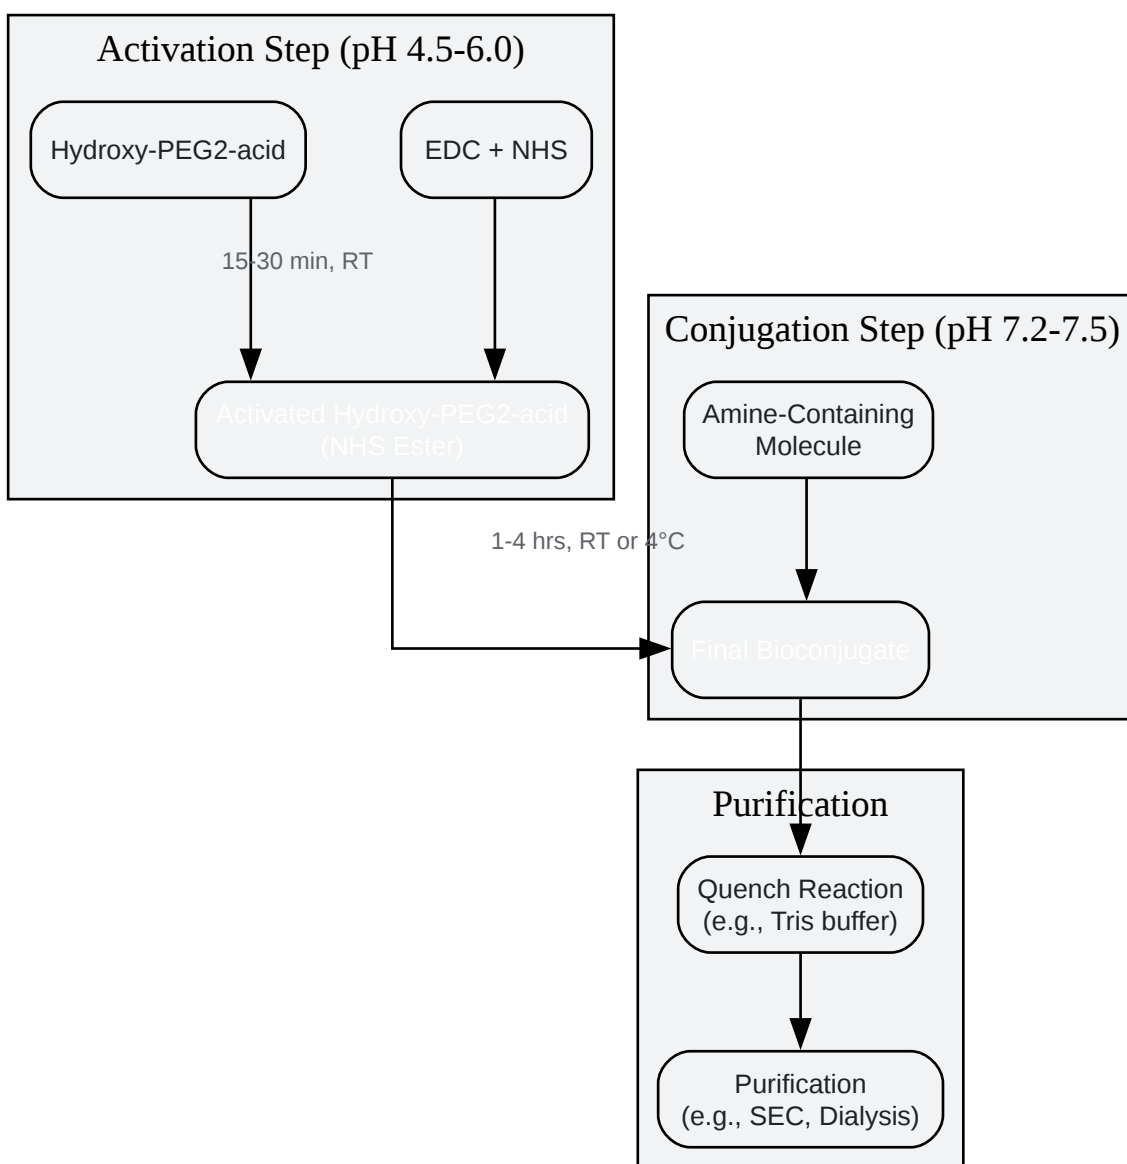 Activation Step (pH 4.5-6.0)
Hydroxy-PEG2-acid
EDC + NHS
15-30 min, RT
Activated Hydroxy-PEG2-acid
(NHS Ester)
Conjugation Step (pH 7.2-7.5)
Amine-Containing
Molecule
1-4 hrs, RT or 4°C
Final Bioconjugate
Purification
Quench Reaction
(e.g., Tris buffer)
Purification
(e.g., SEC, Dialysis)